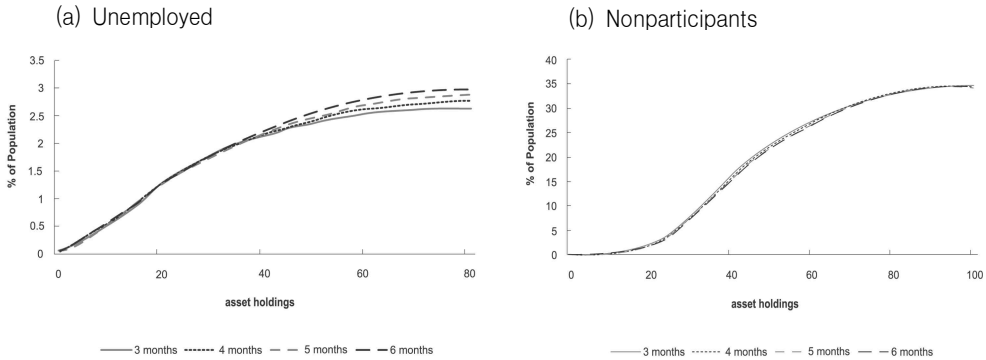 (a) Unemployed
% of Population
3.5
3
2.5
2
1.5
1
0.5
0
0 20 40 60 80
asset holdings
3 months 4 months 5 months 6 months
(b) Nonparticipants
% of Population
40
35
30
25
20
15
10
5
0
0 20 40 60 80 100
asset holdings
3 months 4 months 5 months 6 months